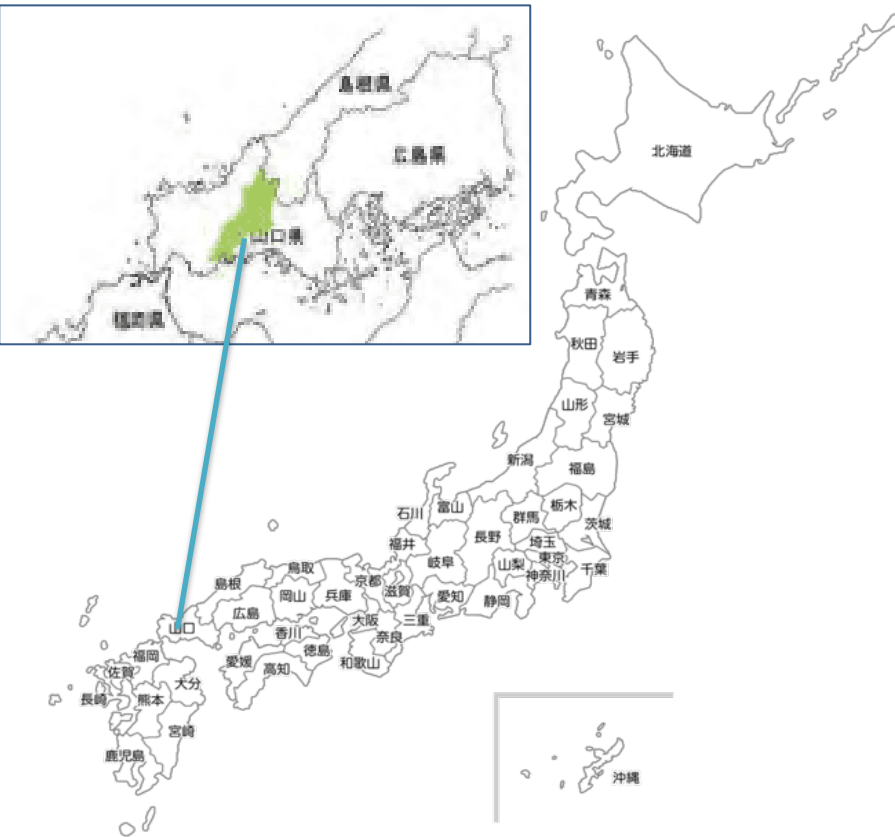 島根県
広島県
山口県
福岡県
北海道
青森
秋田
岩手
山形
宮城
新潟
福島
石川
富山
群馬
栃木
茨城
長野
福井
埼玉
岐阜
東京
山梨
千葉
神奈川
鳥取
京都
島根
岡山
兵庫
滋賀
愛知
静岡
広島
大阪
三重
山口
香川
奈良
徳島
福岡
愛媛
和歌山
高知
佐賀
大分
長崎
熊本
宮崎
鹿児島
沖縄